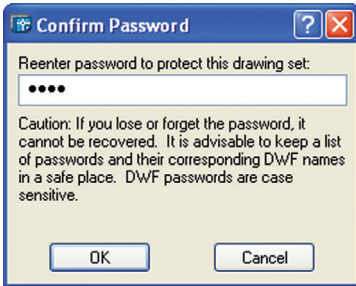 Confirm Password
Reenter password to protect this drawing set:
••••
Caution: If you lose or forget the password, it
cannot be recovered. It is advisable to keep a list
of passwords and their corresponding DWF names
in a safe place. DWF passwords are case
sensitive.
OK Cancel